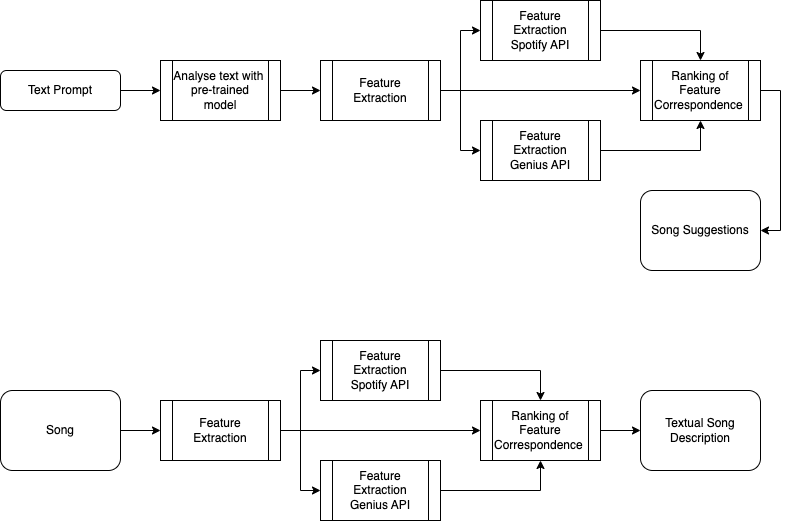 Text Prompt
Analyse text with
pre-trained
model
Feature
Extraction
Feature
Extraction
Spotify API
Feature
Extraction
Genius API
Ranking of
Feature
Correspondence
Song Suggestions
Song
Feature
Extraction
Feature
Extraction
Spotify API
Feature
Extraction
Genius API
Ranking of
Feature
Correspondence
Textual Song
Description